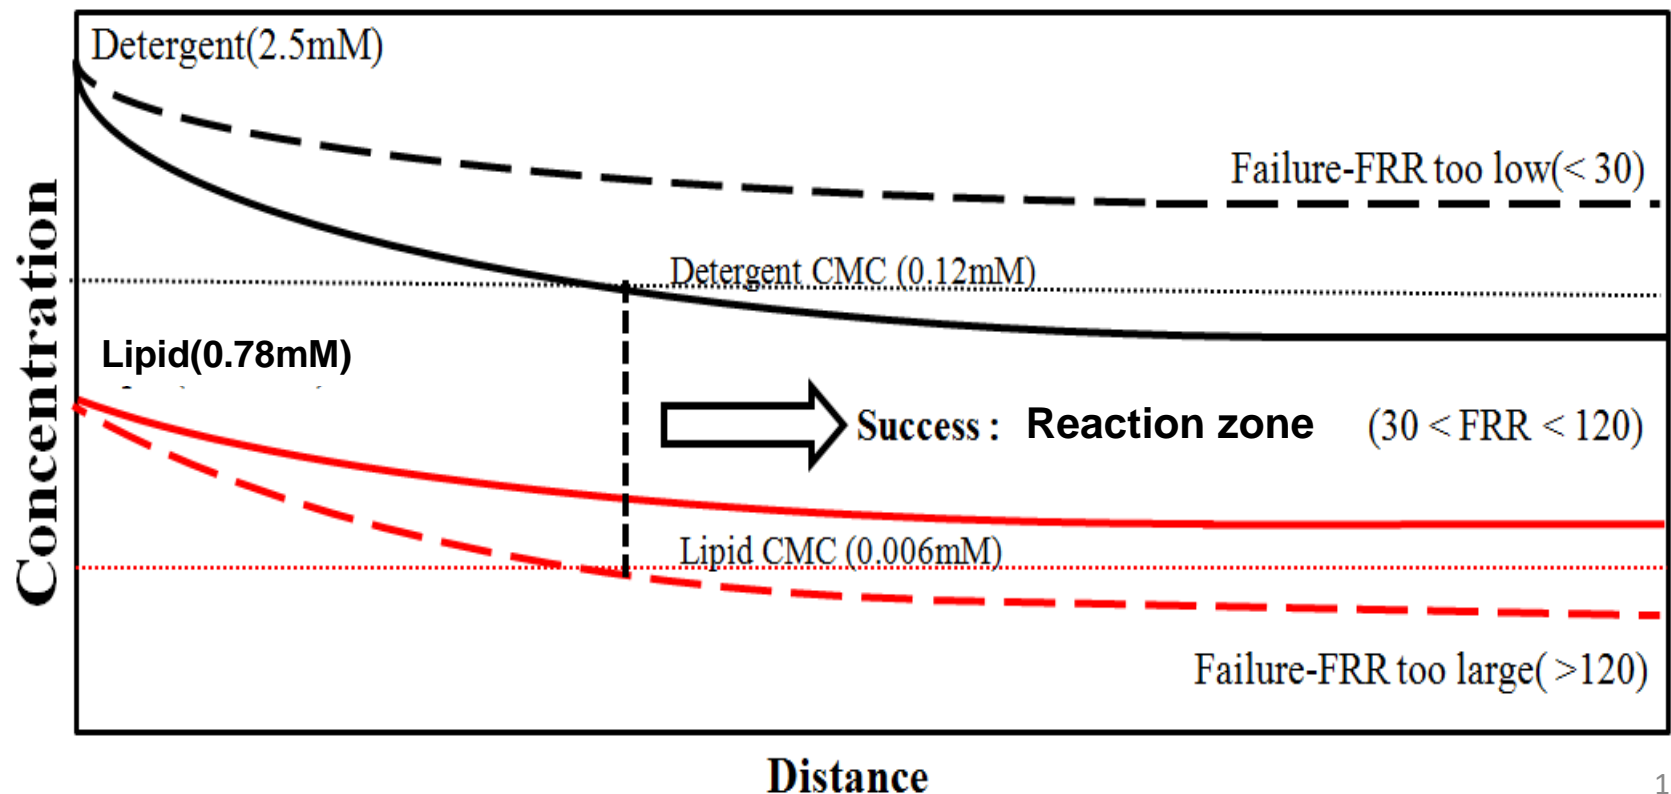 Detergent(2.5mM)
Failure-FRR too low(< 30)
Detergent CMC (0.12mM)
Lipid(0.78mM)
Success : Reaction zone (30 < FRR < 120)
Lipid CMC (0.006mM)
Failure-FRR too large( >120)
Concentration
Distance
1